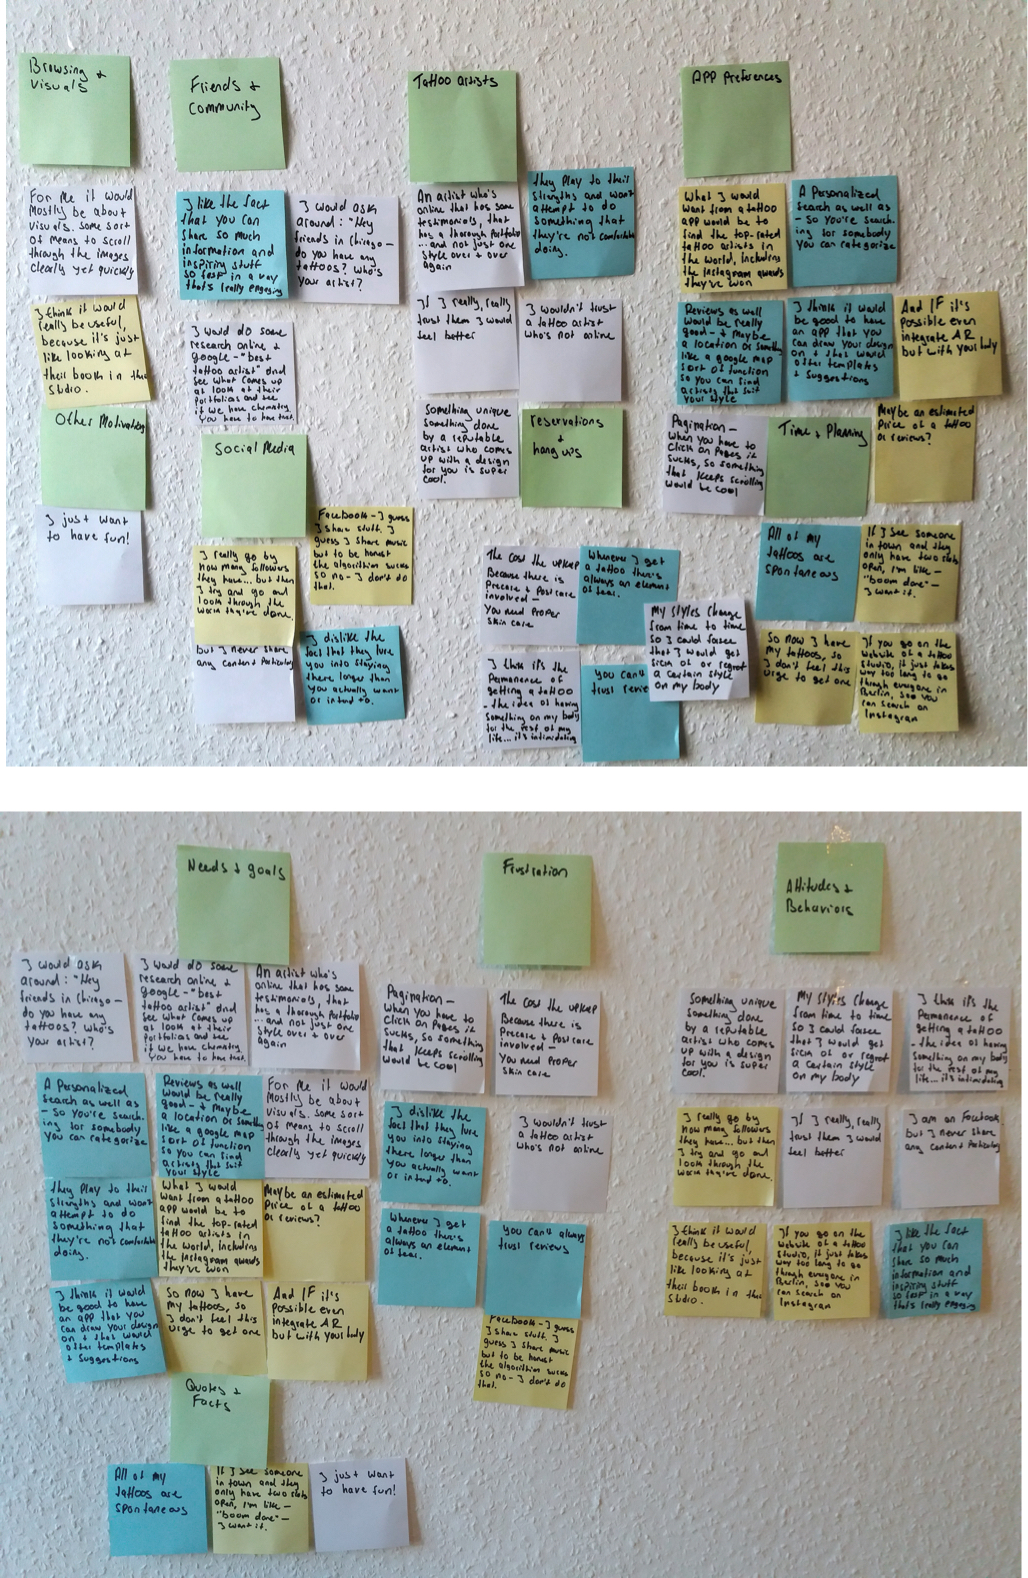 Browsing +
Visuals
For Me it would
Mostly be about
Visuals. some sort
of Means to scroll
through the images
clearly yet quickly
I think it would
really be useful,
because it's just
like looking at
their booth in the
studio.
Other Motivations
I just want
to have fun!
Friends +
Community
I like the fact
that you can
share so much
information and
inspiring stuff
so fast in a way
that's really engaging
I would ask
around: "Hey
friends in Chicago —
do you have any
tattoos? Who's
your artist?
I would do some
research online +
google - "best
tattoo artist" and
see what comes up
at look at their
Portfolios and see
if we have chemistry
You have to have that.
Social Media
I really go by
how many followers
they have... but then
I try and go and
look through the
work they've done.
Facebook - I guess
I share stuff. I
guess I share music
but to be honest
the algorithm sucks
so no - I don't do
that.
but I never share
any content Particularly
I dislike the
fact that they lure
you into staying
there longer than
you actually want
or intend to.
Tattoo artists
An artist who's
online that has some
testimonials, that
has a thorough Portfolio
...and not just one
style over + over
again
they play to their
strengths and won't
attempt to do
something that
they're not comfortable
doing.
If I really, really
trust them I would
feel better
I wouldn't trust
a tattoo artist
who's not online
Something unique
something done
by a reputable
artist who comes
up with a design
for you is super
cool.
reservations
+
hang ups
The cost the upkeep
Because there is
Precare + Postcare
involved —
You need Proper
skin care
Whenever I get
a tattoo there's
always an element
of fear.
My styles change
from time to time
so I could foresee
that I would get
sick of or regret
a certain style
on my body
I think it's the
Permanence of
getting a tattoo
- the idea of having
something on my body
for the rest of my
life... it's intimidating
you can't
trust revie
APP Preferences
What I would
want from a tattoo
app would be to
find the top-rated
tattoo artists in
the world, including
the Instagram awards
they've won
A Personalized
search as well as
- so you're search-
ing for somebody
you can categorize
Reviews as well
would be really
good - + Maybe
a location or something
like a google map
sort of function
so you can find
artists that suit
your style
I think it would
be good to have
an app that you
can draw your design
on + that would
offer templates
+ suggestions
And IF it's
possible even
integrate AR
but with your body
Pagination —
when you have to
click on Pages it
sucks, so something
that keeps scrolling
would be cool
Time + Planning
Maybe an estimated
Price of a tattoo
or reviews?
All of my
tattoos are
spontaneous
If I see someone
in town and they
only have two slots
open, I'm like -
"boom done" -
I want it.
So now I have
my tattoos, so
I don't feel this
urge to get one
If you go on the
website of a tattoo
studio, it just takes
way too long to go
through everyone in
Berlin, see you
can search on
Instagram
Needs + goals
I would ask
around: "Hey
friends in Chicago —
do you have any
tattoos? Who's
your artist?
I would do some
research online +
google - "best
tattoo artist" and
see what comes up
at look at their
Portfolios and see
if we have chemistry
You have to have that.
An artist who's
online that has some
testimonials, that
has a thorough Portfolio
...and not just one
style over + over
again
A Personalized
search as well as
- so you're search-
ing for somebody
you can categorize
Reviews as well
would be really
good - + Maybe
a location or something
like a google map
sort of function
so you can find
artists that suit
your style
For Me it would
Mostly be about
Visuals. some sort
of Means to scroll
through the images
clearly yet quickly
they play to their
strengths and won't
attempt to do
something that
they're not comfortable
doing.
What I would
want from a tattoo
app would be to
find the top-rated
tattoo artists in
the world, including
the Instagram awards
they've won
Maybe an estimated
Price of a tattoo
or reviews?
I think it would
be good to have
an app that you
can draw your design
on + that would
offer templates
+ suggestions
So now I have
my tattoos, so
I don't feel this
urge to get one
And IF it's
possible even
integrate AR
but with your body
Quotes +
Facts
All of my
tattoos are
spontaneous
If I see someone
in town and they
only have two slots
open, I'm like -
"boom done" -
I want it.
I just want
to have fun!
Frustration
Pagination —
when you have to
click on Pages it
sucks, so something
that keeps scrolling
would be cool
The cost the upkeep
Because there is
Precare + Postcare
involved —
You need Proper
skin care
I dislike the
fact that they lure
you into staying
there longer than
you actually want
or intend to.
I wouldn't trust
a tattoo artist
who's not online
Whenever I get
a tattoo there's
always an element
of fear.
you can't always
trust reviews
Facebook - I guess
I share stuff. I
guess I share music
but to be honest
the algorithm sucks
so no - I don't do
that.
Attitudes +
Behaviors
Something unique
something done
by a reputable
artist who comes
up with a design
for you is super
cool.
My styles change
from time to time
so I could foresee
that I would get
sick of or regret
a certain style
on my body
I think it's the
Permanence of
getting a tattoo
- the idea of having
something on my body
for the rest of my
life... it's intimidating
I really go by
how many followers
they have... but then
I try and go and
look through the
work they've done.
If I really, really
trust them I would
feel better
I am on Facebook,
but I never share
any content Particularly
I think it would
really be useful,
because it's just
like looking at
their booth in the
studio.
If you go on the
website of a tattoo
studio, it just takes
way too long to go
through everyone in
Berlin, see you
can search on
Instagram
I like the fact
that you can
share so much
information and
inspiring stuff
so fast in a way
that's really engaging